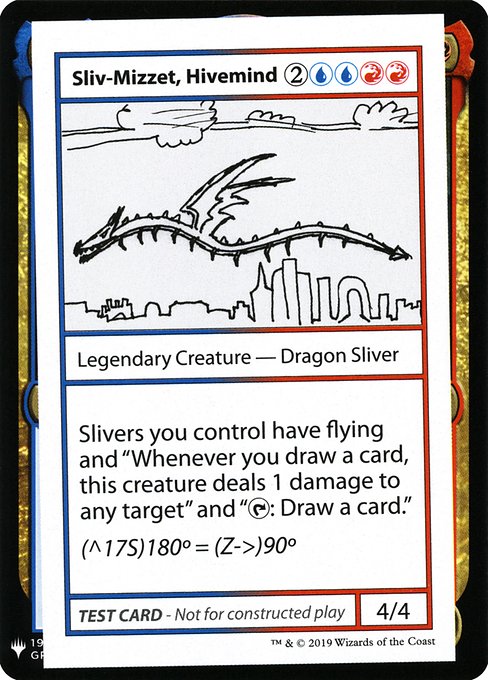 Sliv-Mizzet, Hivemind 2
Legendary Creature — Dragon Sliver
Slivers you control have flying
and “Whenever you draw a card,
this creature deals 1 damage to
any target” and “: Draw a card.”
(^17S)180º = (Z->)90º
TEST CARD - Not for constructed play 4/4
™ & © 2019 Wizards of the Coast